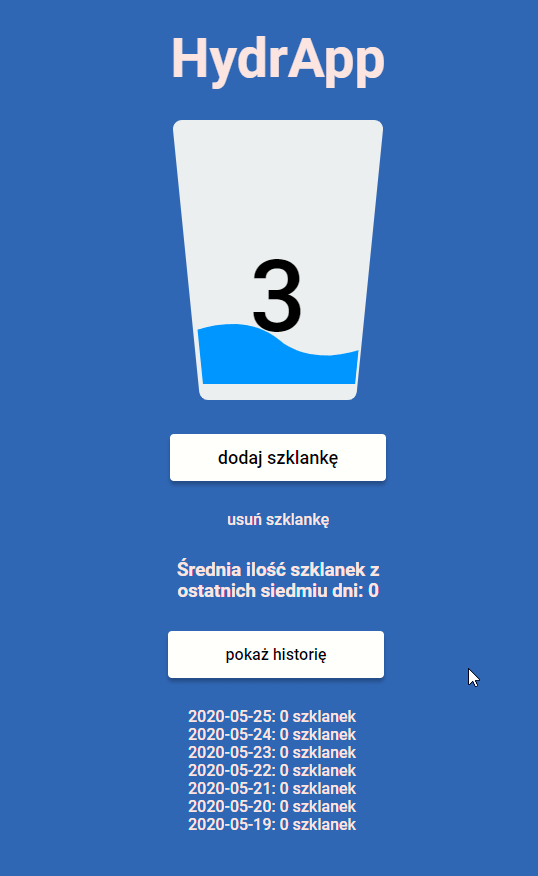 HydrApp
3
dodaj szklankę
usuń szklankę
Średnia ilość szklanek z
ostatnich siedmiu dni: 0
pokaż historię
2020-05-25: 0 szklanek
2020-05-24: 0 szklanek
2020-05-23: 0 szklanek
2020-05-22: 0 szklanek
2020-05-21: 0 szklanek
2020-05-20: 0 szklanek
2020-05-19: 0 szklanek